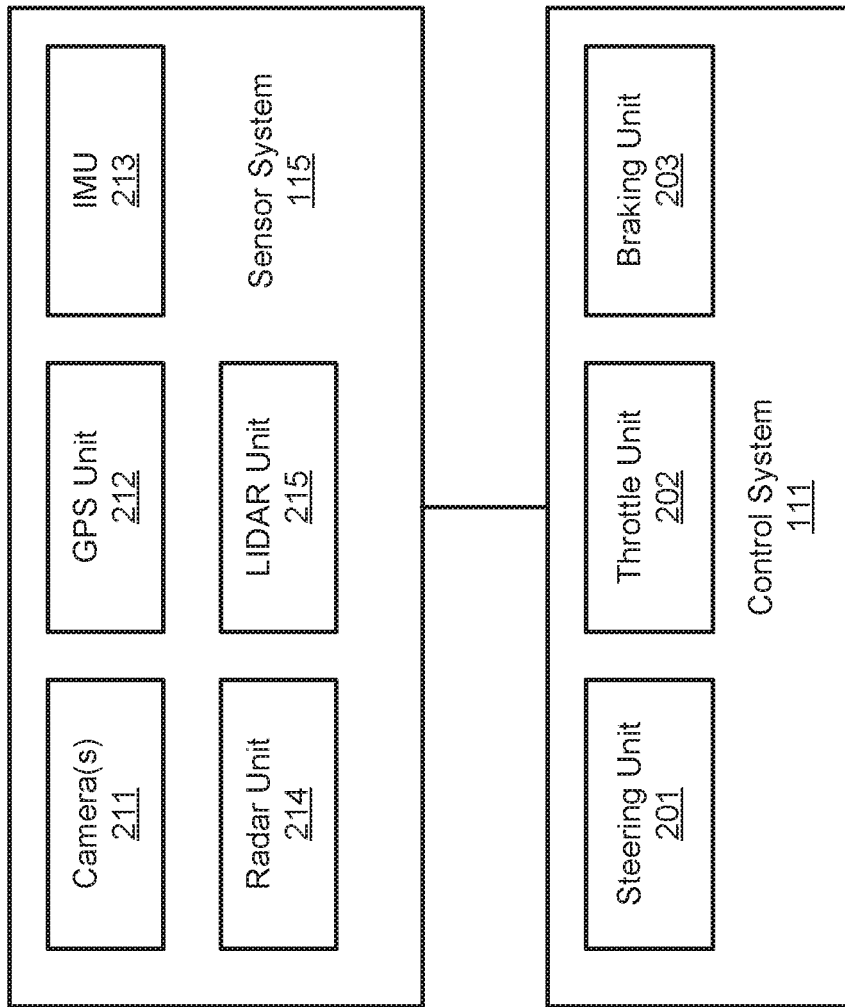 Camera(s)
211
GPS Unit
212
IMU
213
Radar Unit
214
LIDAR Unit
215
Sensor System
115
Steering Unit
201
Throttle Unit
202
Braking Unit
203
Control System
111